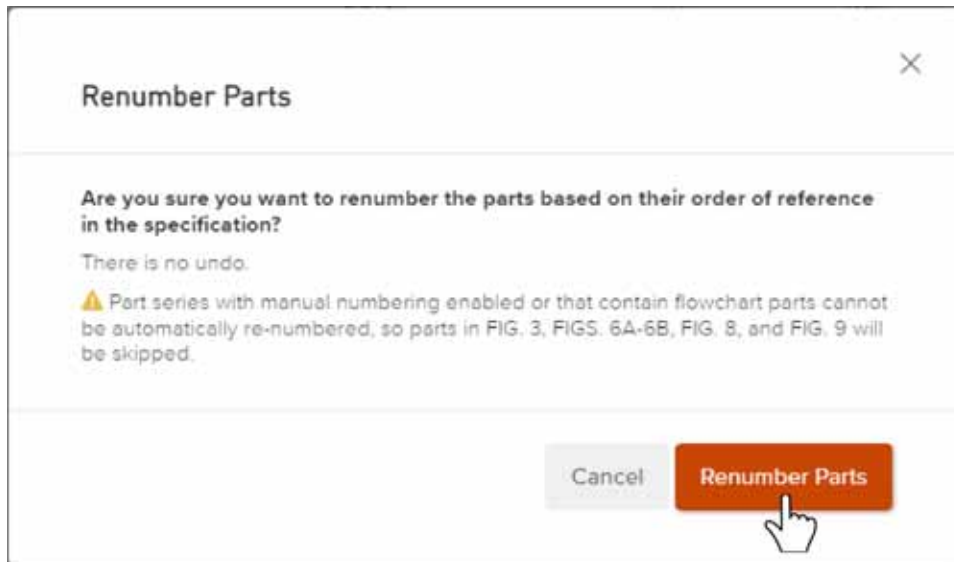 Renumber Parts
Are you sure you want to renumber the parts based on their order of reference
in the specification?
There is no undo.
Part series with manual numbering enabled or that contain flowchart parts cannot
be automatically re-numbered, so parts in FIG. 3, FIGS. 6A-6B, FIG. 8, and FIG. 9 will
be skipped.
Cancel
Renumber Parts